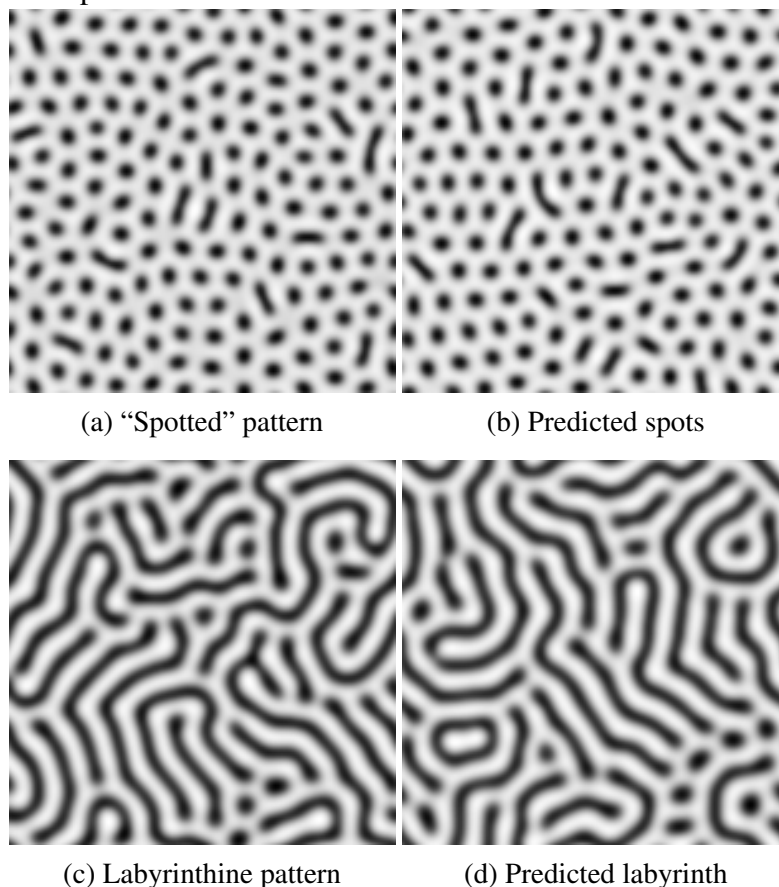 (a) “Spotted” pattern
(b) Predicted spots
(c) Labyrinthine pattern
(d) Predicted labyrinth